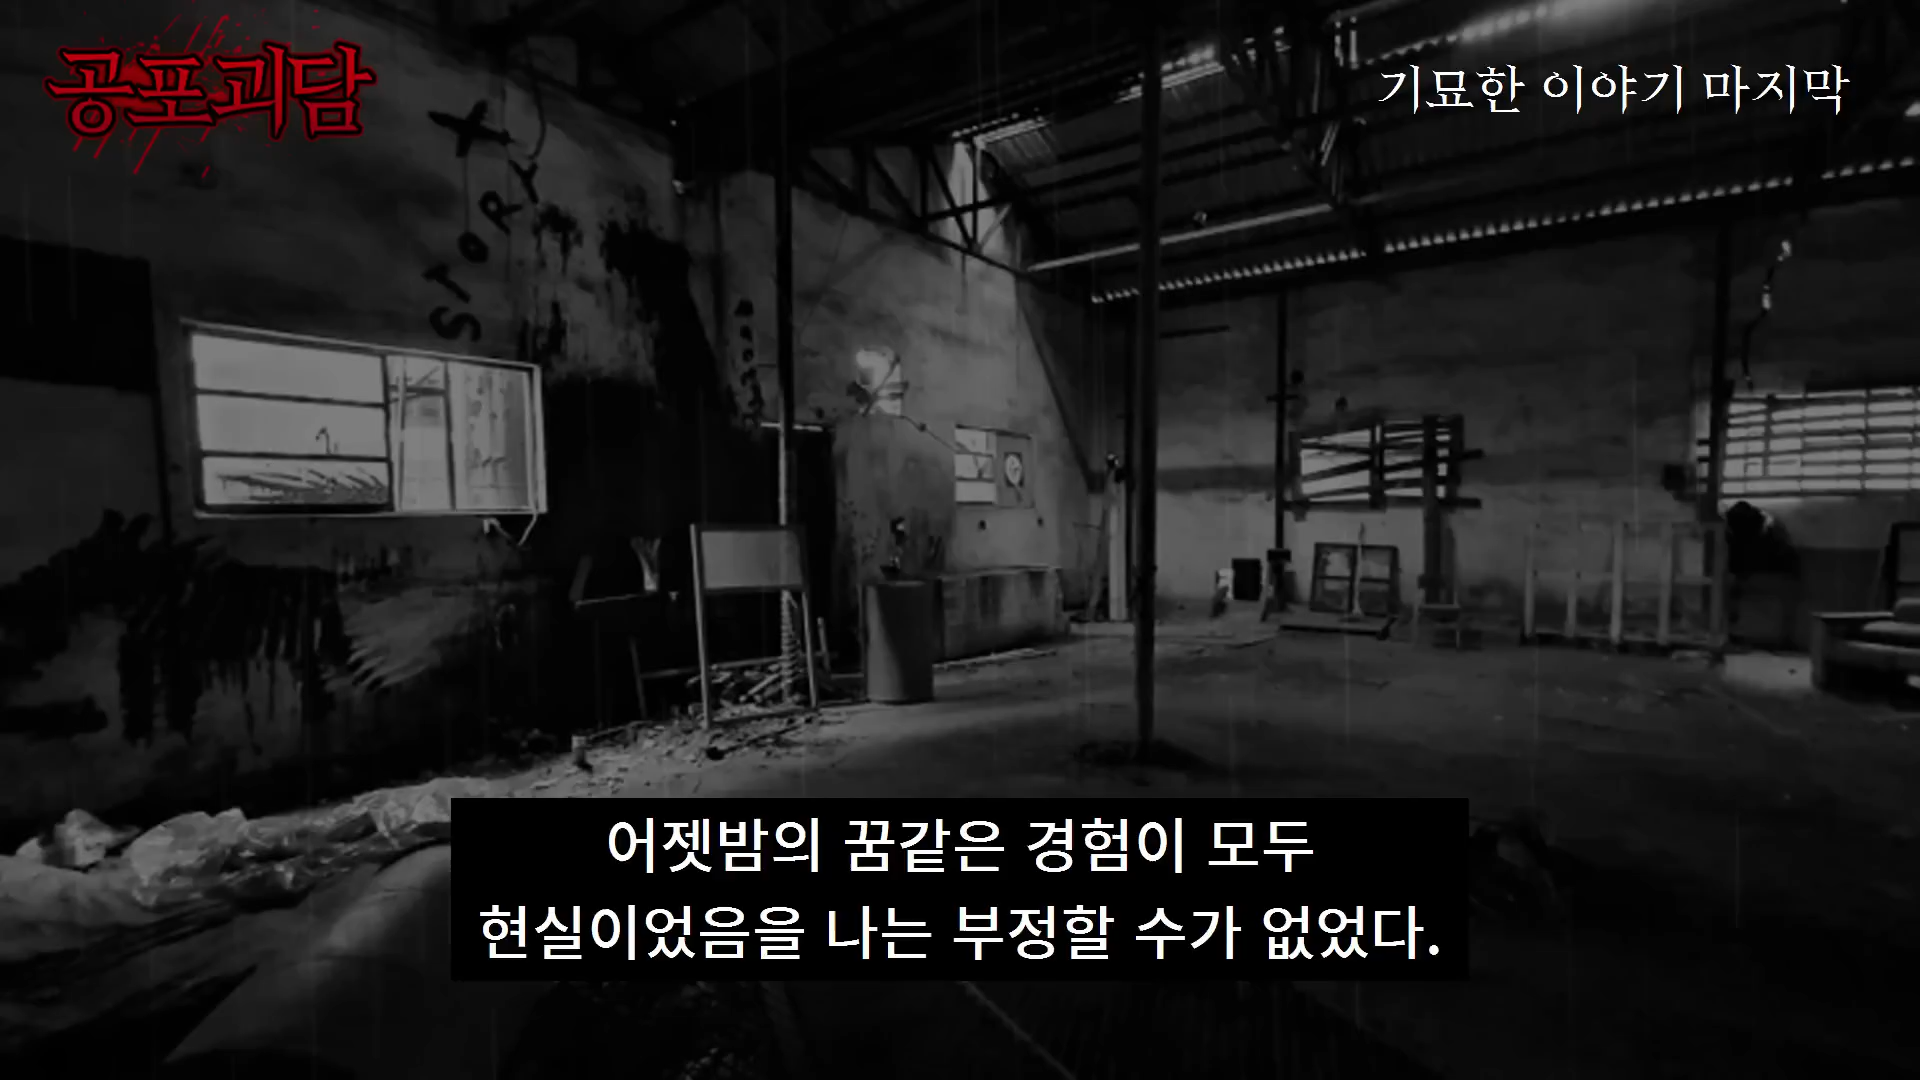 공포괴담
기묘한 이야기 마지막
STORY
어젯밤의 꿈같은 경험이 모두
현실이었음을 나는 부정할 수가 없었다.